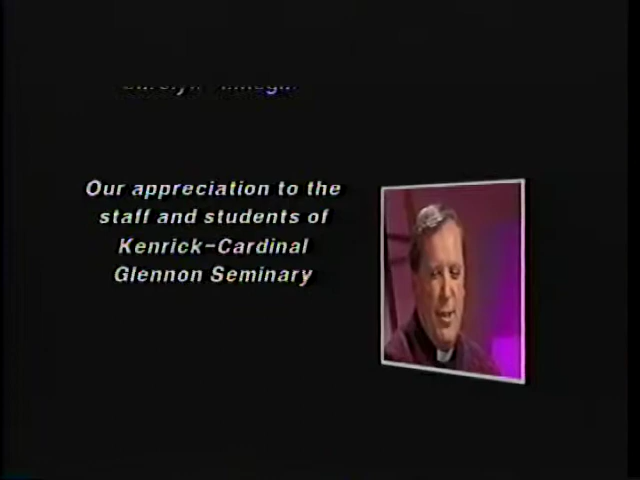 Our appreciation to the
staff and students of
Kenrick-Cardinal
Glennon Seminary